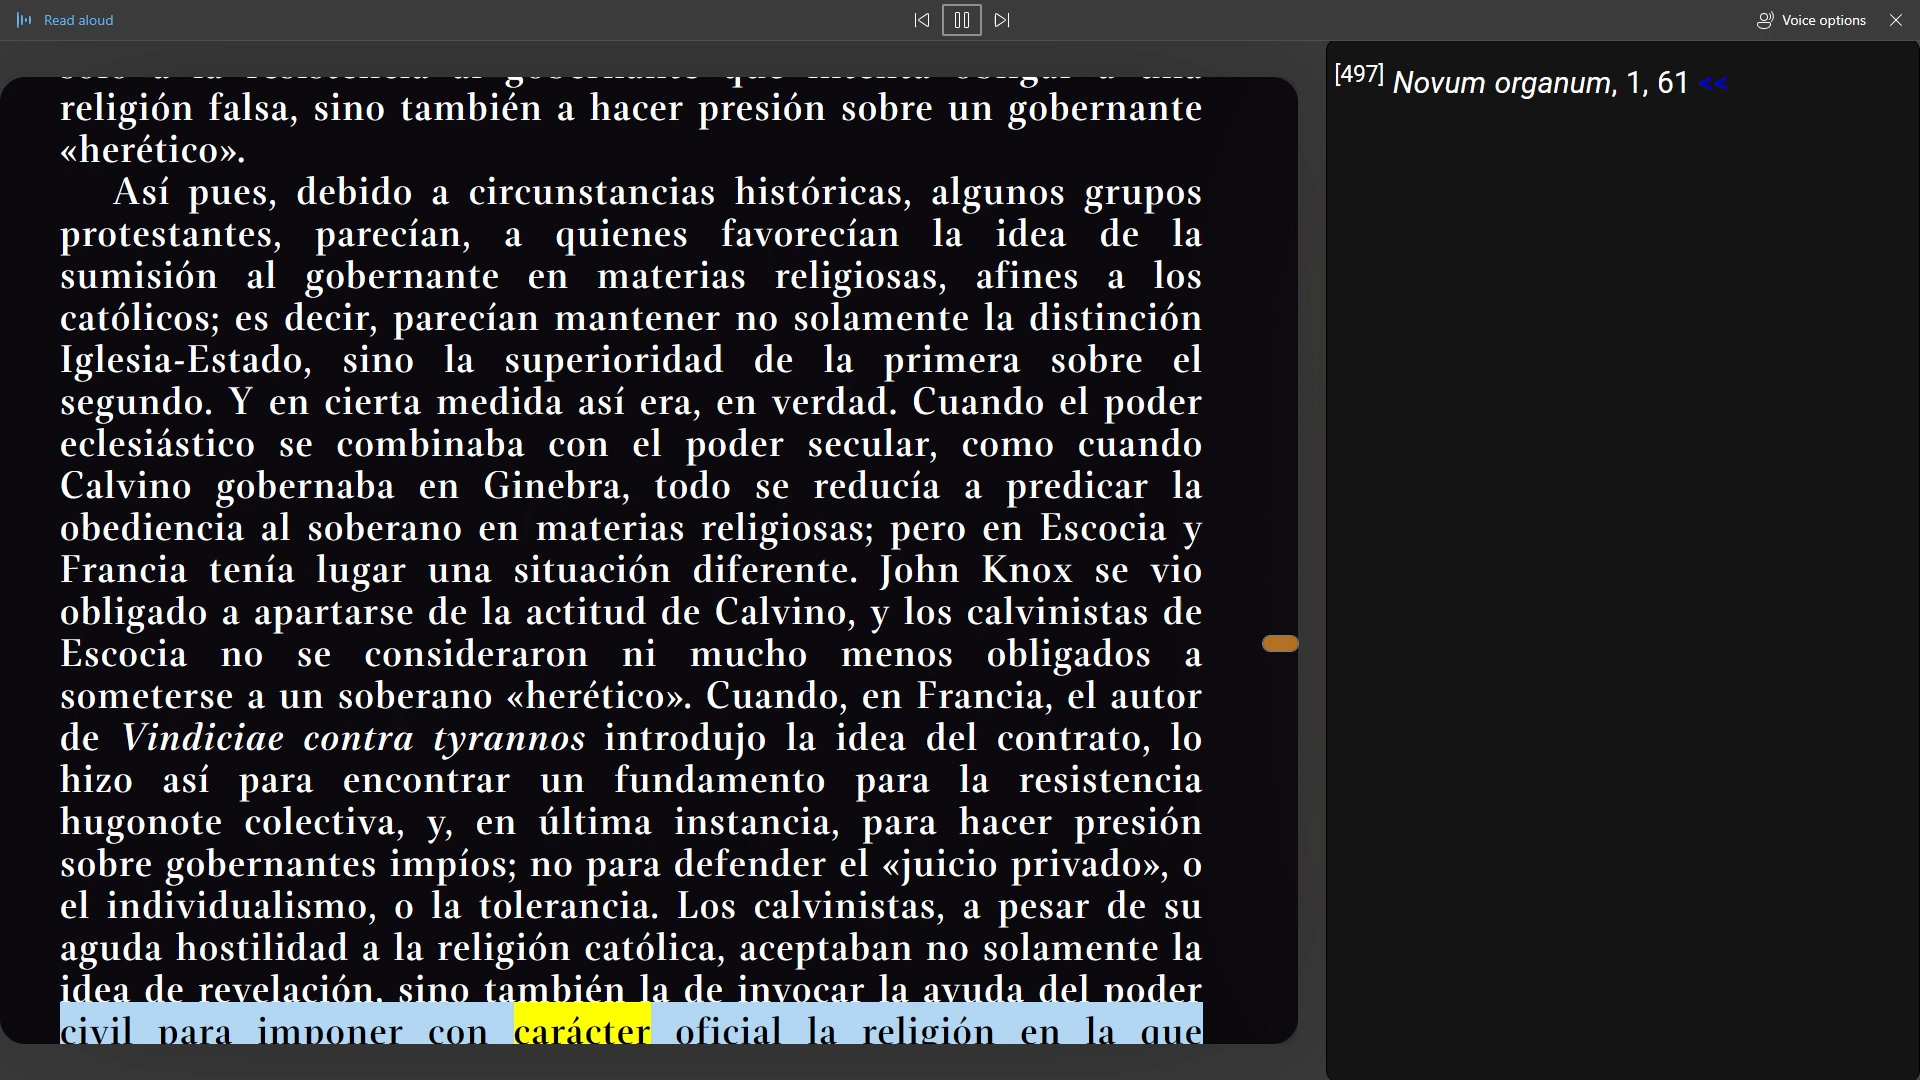 Read aloud
Voice options
religión falsa, sino también a hacer presión sobre un gobernante
«herético».
Así pues, debido a circunstancias históricas, algunos grupos
protestantes, parecían, a quienes favorecían la idea de la
sumisión al gobernante en materias religiosas, afines a los
católicos; es decir, parecían mantener no solamente la distinción
Iglesia-Estado, sino la superioridad de la primera sobre el
segundo. Y en cierta medida así era, en verdad. Cuando el poder
eclesiástico se combinaba con el poder secular, como cuando
Calvino gobernaba en Ginebra, todo se reducía a predicar la
obediencia al soberano en materias religiosas; pero en Escocia y
Francia tenía lugar una situación diferente. John Knox se vio
obligado a apartarse de la actitud de Calvino, y los calvinistas de
Escocia no se consideraron ni mucho menos obligados a
someterse a un soberano «herético». Cuando, en Francia, el autor
de Vindiciae contra tyrannos introdujo la idea del contrato, lo
hizo así para encontrar un fundamento para la resistencia
hugonote colectiva, y, en última instancia, para hacer presión
sobre gobernantes impíos; no para defender el «juicio privado», o
el individualismo, o la tolerancia. Los calvinistas, a pesar de su
aguda hostilidad a la religión católica, aceptaban no solamente la
idea de revelación, sino también la de invocar la ayuda del poder
civil para imponer con carácter oficial la religión en la que
[497] Novum organum, 1, 61 <<